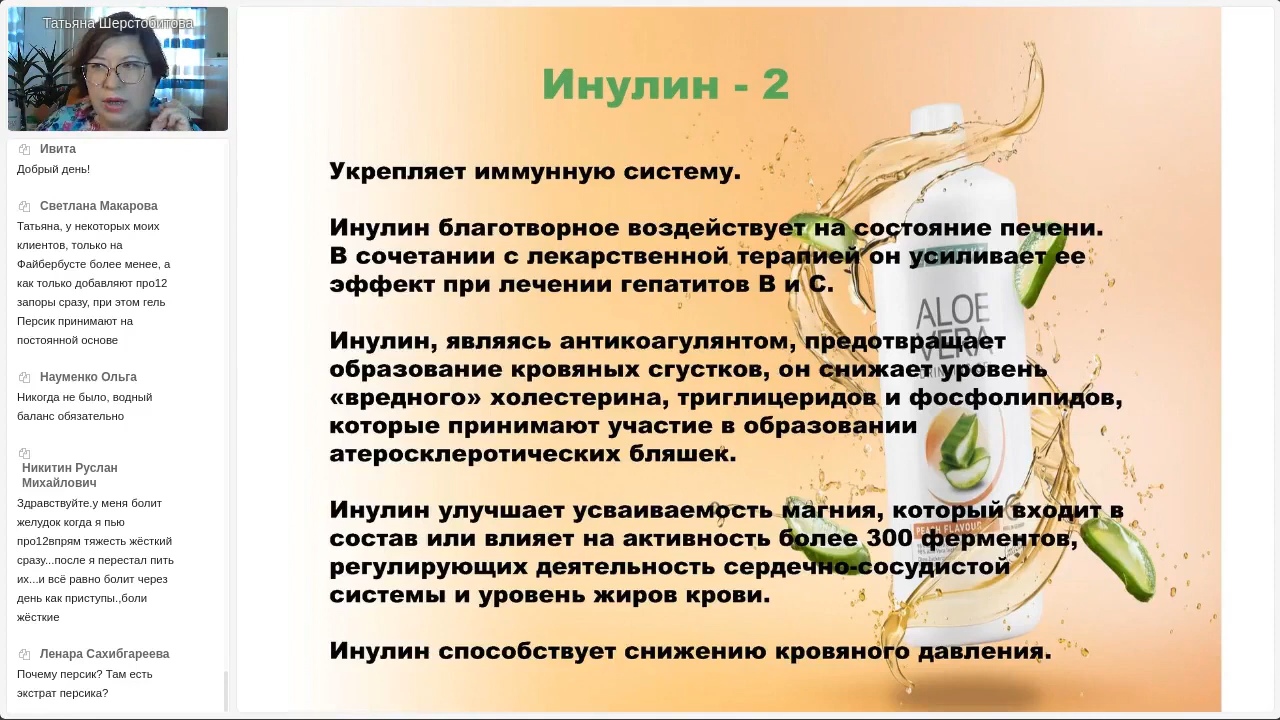 Татьяна Шерстобитова
Ивита
Добрый день!
Светлана Макарова
Татьяна, у некоторых моих
клиентов, только на
Файбербусте более менее, а
как только добавляют про12
запоры сразу, при этом гель
Персик принимают на
постоянной основе
Науменко Ольга
Никогда не было, водный
баланс обязательно
Никитин Руслан
Михайлович
Здравствуйте.у меня болит
желудок когда я пью
про12впрям тяжесть жёсткий
сразу...после я перестал пить
их...и всё равно болит через
день как приступы.,боли
жёсткие
Ленара Сахибгареева
Почему персик? Там есть
экстрат персика?
Инулин - 2
Укрепляет иммунную систему.
Инулин благотворное воздействует на состояние печени.
В сочетании с лекарственной терапией он усиливает ее
эффект при лечении гепатитов В и С.
Инулин, являясь антикоагулянтом, предотвращает
образование кровяных сгустков, он снижает уровень
«вредного» холестерина, триглицеридов и фосфолипидов,
которые принимают участие в образовании
атеросклеротических бляшек.
Инулин улучшает усваиваемость магния, который входит в
состав или влияет на активность более 300 ферментов,
регулирующих деятельность сердечно-сосудистой
системы и уровень жиров крови.
Инулин способствует снижению кровяного давления.
ALOE
VERA
PEACH FLAVOUR